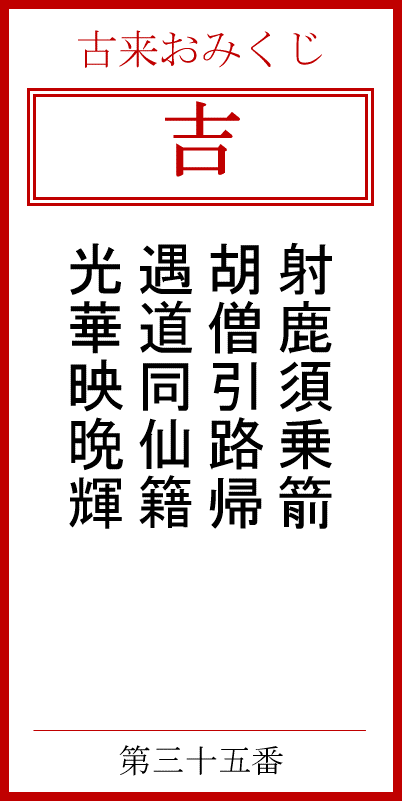 古来おみくじ
吉
射鹿須乗箭
胡僧引路帰
遇道同仙籍
光華映晩輝
第三十五番